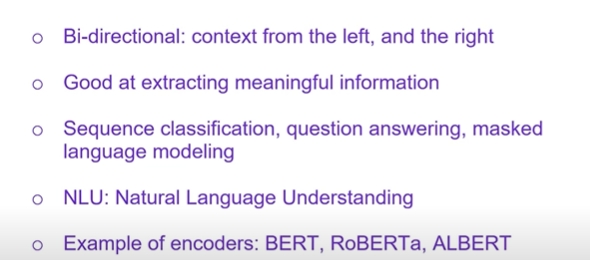 o Bi-directional: context from the left, and the right
o Good at extracting meaningful information
o Sequence classification, question answering, masked
language modeling
o NLU: Natural Language Understanding
o Example of encoders: BERT, RoBERTa, ALBERT